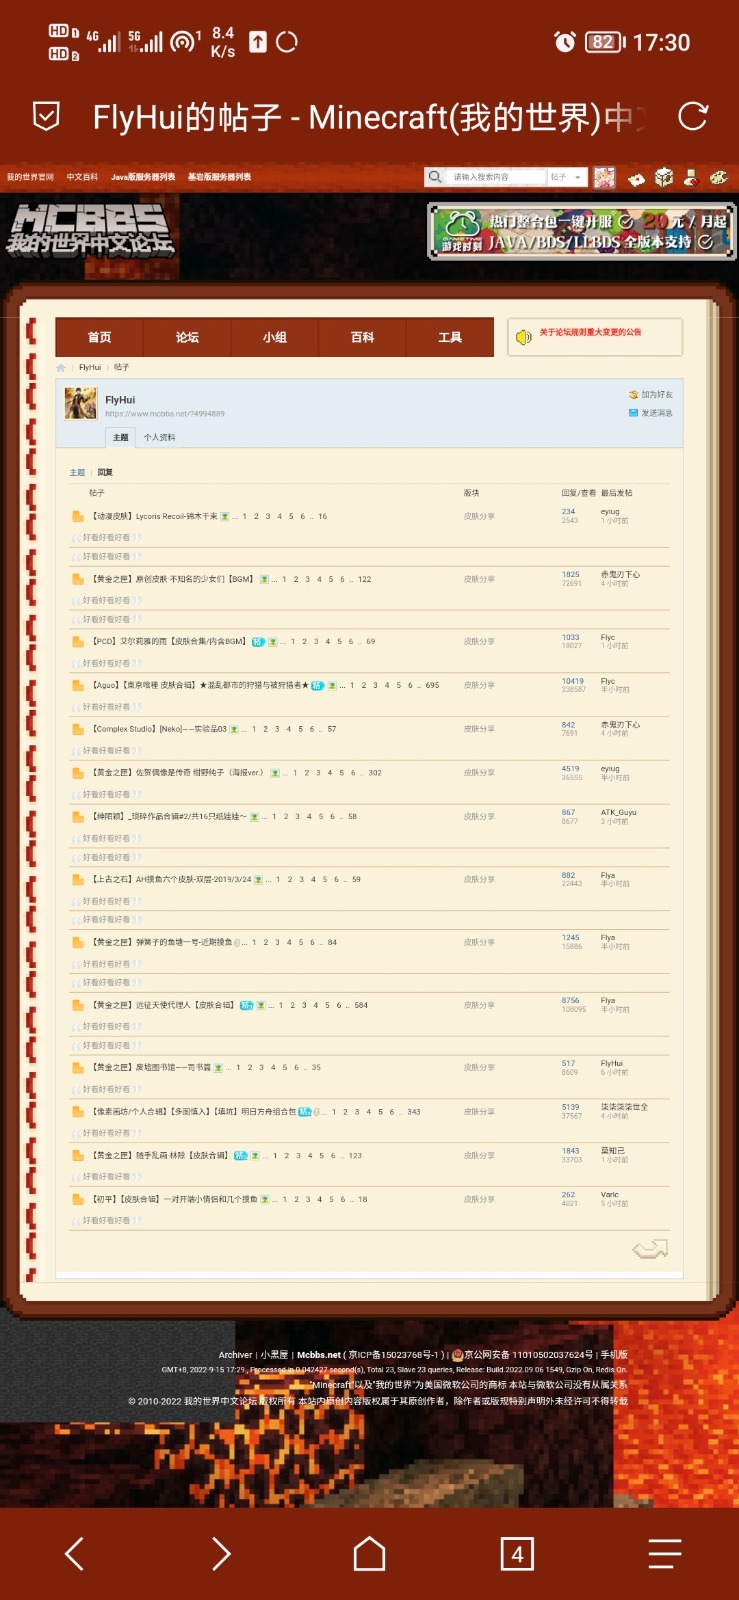 HD 1 4G 5G 1 8.4 82 17:30
HD 2 K/s
FlyHui的帖子 - Minecraft(我的世界)中
我的世界官网 中文百科 Java版服务器列表 基岩版服务器列表 请输入搜索内容 帖子
MCBBS
我的世界中文论坛
热门整合包一键开服 20元/月起
游戏时刻 JAVA/BDS/LLBDS 全版本支持
首页 论坛 小组 百科 工具
关于论坛规则重大变更的公告
FlyHui › 帖子
FlyHui
https://www.mcbbs.net/?4994889
加为好友
发送消息
主题 个人资料
主题 | 回复
帖子 版块 回复/查看 最后发帖
【动漫皮肤】Lycoris Recoil-锦木千束 ... 1 2 3 4 5 6 .. 16 皮肤分享 234 eyiug
2543 1 小时前
好看好看好看
好看好看好看
【黄金之匣】原创皮肤·不知名的少女们【BGM】 ... 1 2 3 4 5 6 .. 122 皮肤分享 1825 赤鬼刃下心
72691 4 小时前
好看好看好看
好看好看好看
【PCD】艾尔莉雅的雨【皮肤合集/内含BGM】 ... 1 2 3 4 5 6 .. 69 皮肤分享 1033 Flyc
18027 1 小时前
好看好看好看
【Aguo】【東京喰種 皮肤合辑】★混乱都市的狩猎与被狩猎者★ ... 1 2 3 4 5 6 .. 695 皮肤分享 10419 Flyc
338587 半小时前
好看好看好看
【Complex Studio】[Neko]——实验品03 ... 1 2 3 4 5 6 .. 57 皮肤分享 842 赤鬼刃下心
7691 4 小时前
好看好看好看
【黄金之匣】佐贺偶像是传奇 绀野纯子（海报ver.） ... 1 2 3 4 5 6 .. 302 皮肤分享 4519 eyiug
36555 半小时前
好看好看好看
【绅陌颖】_琐碎作品合辑#2/共16只纸娃娃～ ... 1 2 3 4 5 6 .. 58 皮肤分享 867 ATK_Guyu
8677 3 小时前
好看好看好看
好看好看好看
【上古之石】AH摸鱼六个皮肤-双层-2019/3/24 ... 1 2 3 4 5 6 .. 59 皮肤分享 882 Flya
22443 半小时前
好看好看好看
好看好看好看
【黄金之匣】弹簧子的鱼塘一号-近期摸鱼 ... 1 2 3 4 5 6 .. 84 皮肤分享 1245 Flya
15886 半小时前
好看好看好看
好看好看好看
【黄金之匣】远征天使代理人【皮肤合辑】 ... 1 2 3 4 5 6 .. 584 皮肤分享 8756 Flya
108095 半小时前
好看好看好看
好看好看好看
【黄金之匣】废墟图书馆——司书篇 ... 1 2 3 4 5 6 .. 35 皮肤分享 517 FlyHui
8609 6 小时前
好看好看好看
【像素画坊/个人合辑】【多图慎入】【填坑】明日方舟组合包 ... 1 2 3 4 5 6 .. 343 皮肤分享 5139 柒柒柒柒世全
37567 4 小时前
好看好看好看
【黄金之匣】随手乱画·林除【皮肤合辑】 ... 1 2 3 4 5 6 .. 123 皮肤分享 1843 莫知己
33703 1 小时前
好看好看好看
【初平】【皮肤合辑】一对开端小情侣和几个摸鱼 ... 1 2 3 4 5 6 .. 18 皮肤分享 262 Varic
4021 5 小时前
好看好看好看
Archiver | 小黑屋 | Mcbbs.net ( 京ICP备15023768号-1 ) | 京公网安备 11010502037624号 | 手机版
GMT+8, 2022-9-15 17:29 , Processed in 0.042427 second(s), Total 23, Slave 23 queries, Release: Build.2022.09.06 1549, Gzip On, Redis On.
"Minecraft"以及"我的世界"为美国微软公司的商标 本站与微软公司没有从属关系
© 2010-2022 我的世界中文论坛 版权所有 本站内原创内容版权属于其原创作者，除作者或版规特别声明外未经许可不得转载
4